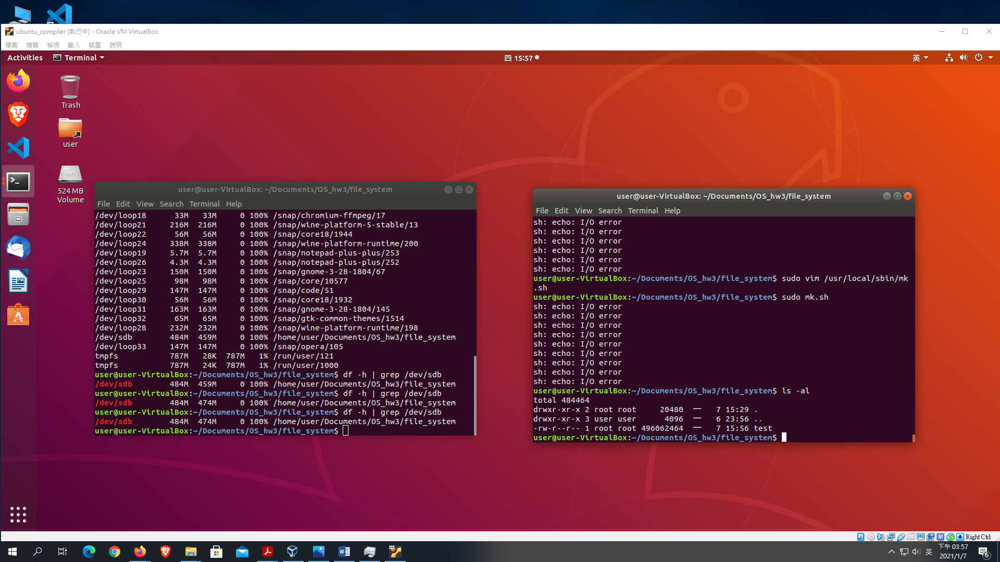 ubuntu_compiler [執行中] - Oracle VM VirtualBox
檔案 機器 檢視 輸入 裝置 說明
Activities Terminal 四 15:57 英
Trash
user
524 MB
Volume
user@user-VirtualBox: ~/Documents/OS_hw3/file_system
File Edit View Search Terminal Help
/dev/loop18 33M 33M 0 100% /snap/chromium-ffmpeg/17
/dev/loop21 216M 216M 0 100% /snap/wine-platform-5-stable/13
/dev/loop22 56M 56M 0 100% /snap/core18/1944
/dev/loop24 338M 338M 0 100% /snap/wine-platform-runtime/200
/dev/loop19 5.7M 5.7M 0 100% /snap/notepad-plus-plus/253
/dev/loop26 4.3M 4.3M 0 100% /snap/notepad-plus-plus/252
/dev/loop23 150M 150M 0 100% /snap/gnome-3-28-1804/67
/dev/loop25 98M 98M 0 100% /snap/core/10577
/dev/loop29 147M 147M 0 100% /snap/code/51
/dev/loop30 56M 56M 0 100% /snap/core18/1932
/dev/loop31 163M 163M 0 100% /snap/gnome-3-28-1804/145
/dev/loop32 65M 65M 0 100% /snap/gtk-common-themes/1514
/dev/loop28 232M 232M 0 100% /snap/wine-platform-runtime/198
/dev/sdb 484M 459M 0 100% /home/user/Documents/OS_hw3/file_system
/dev/loop33 147M 147M 0 100% /snap/opera/105
tmpfs 787M 28K 787M 1% /run/user/121
tmpfs 787M 24K 787M 1% /run/user/1000
user@user-VirtualBox:~/Documents/OS_hw3/file_system$ df -h | grep /dev/sdb
/dev/sdb 484M 459M 0 100% /home/user/Documents/OS_hw3/file_system
user@user-VirtualBox:~/Documents/OS_hw3/file_system$ df -h | grep /dev/sdb
/dev/sdb 484M 474M 0 100% /home/user/Documents/OS_hw3/file_system
user@user-VirtualBox:~/Documents/OS_hw3/file_system$ df -h | grep /dev/sdb
/dev/sdb 484M 474M 0 100% /home/user/Documents/OS_hw3/file_system
user@user-VirtualBox:~/Documents/OS_hw3/file_system$
user@user-VirtualBox: ~/Documents/OS_hw3/file_system
File Edit View Search Terminal Help
sh: echo: I/O error
sh: echo: I/O error
sh: echo: I/O error
sh: echo: I/O error
sh: echo: I/O error
sh: echo: I/O error
user@user-VirtualBox:~/Documents/OS_hw3/file_system$ sudo vim /usr/local/sbin/mk
.sh
user@user-VirtualBox:~/Documents/OS_hw3/file_system$ sudo mk.sh
sh: echo: I/O error
sh: echo: I/O error
sh: echo: I/O error
sh: echo: I/O error
sh: echo: I/O error
sh: echo: I/O error
sh: echo: I/O error
sh: echo: I/O error
sh: echo: I/O error
user@user-VirtualBox:~/Documents/OS_hw3/file_system$ ls -al
total 484464
drwxr-xr-x 2 root root 20480 一 7 15:29 .
drwxr-xr-x 3 user user 4096 一 6 23:56 ..
-rw-r--r-- 1 root root 496062464 一 7 15:56 test
user@user-VirtualBox:~/Documents/OS_hw3/file_system$
Right Ctrl
英
下午 03:57
2021/1/7
6